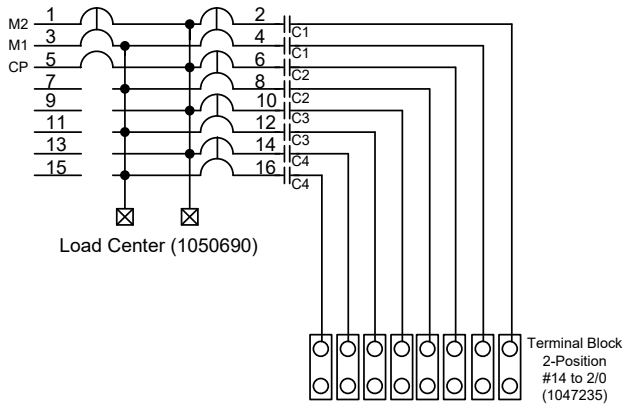 M2 1 2 C1
M1 3 4 C1
CP 5 6 C2
7 8 C2
9 10 C3
11 12 C3
13 14 C4
15 16 C4
Load Center (1050690)
Terminal Block
2-Position
#14 to 2/0
(1047235)